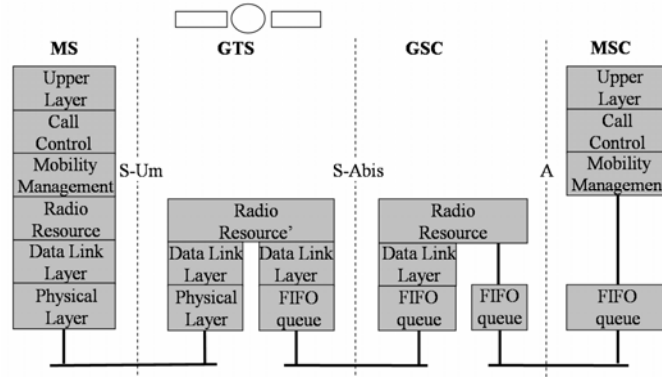 MS
GTS
GSC
MSC
Upper
Layer
Call
Control
Mobility
Management
Radio
Resource
Data Link
Layer
Physical
Layer
S-Um
Radio
Resource’
Data Link
Layer
Data Link
Layer
Physical
Layer
FIFO
queue
S-Abis
Radio
Resource
Data Link
Layer
FIFO
queue
FIFO
queue
A
Upper
Layer
Call
Control
Mobility
Management
FIFO
queue